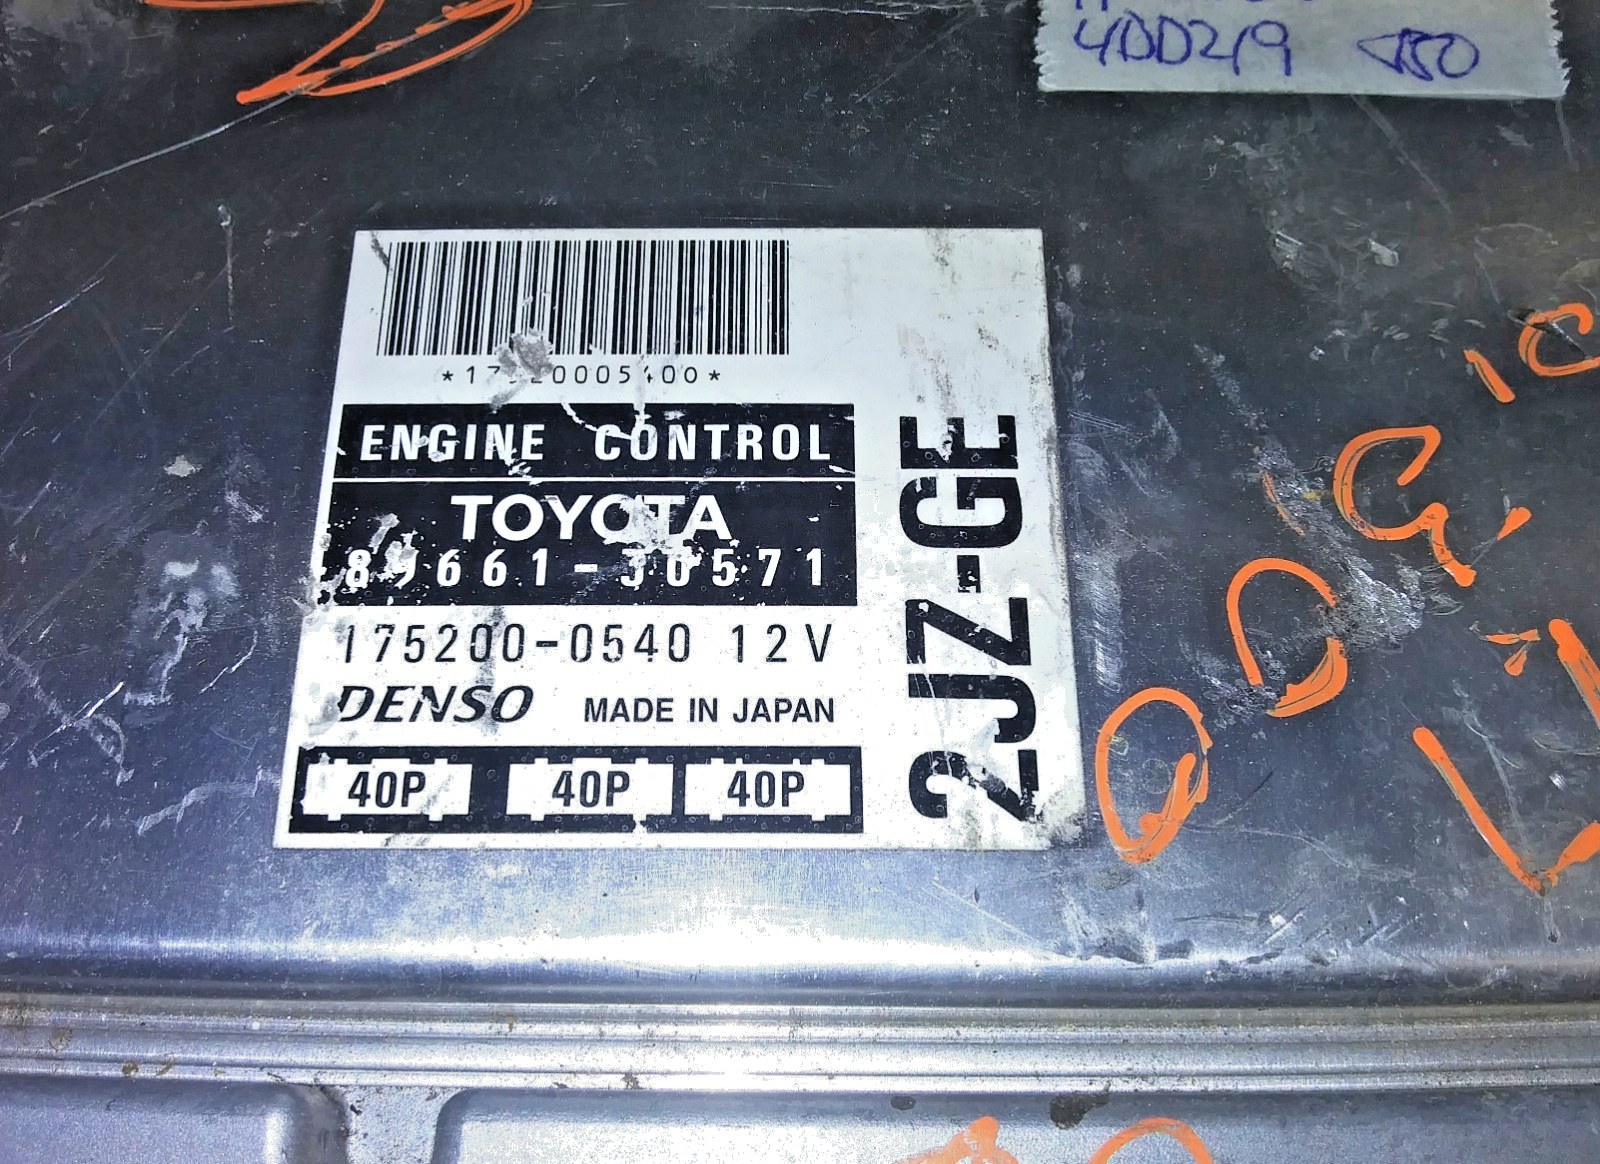 4DD219 $50
*17520005400*
ENGINE CONTROL
TOYOTA
89661-30571
175200-0540 12V
DENSO MADE IN JAPAN
40P 40P 40P
2JZ-GE